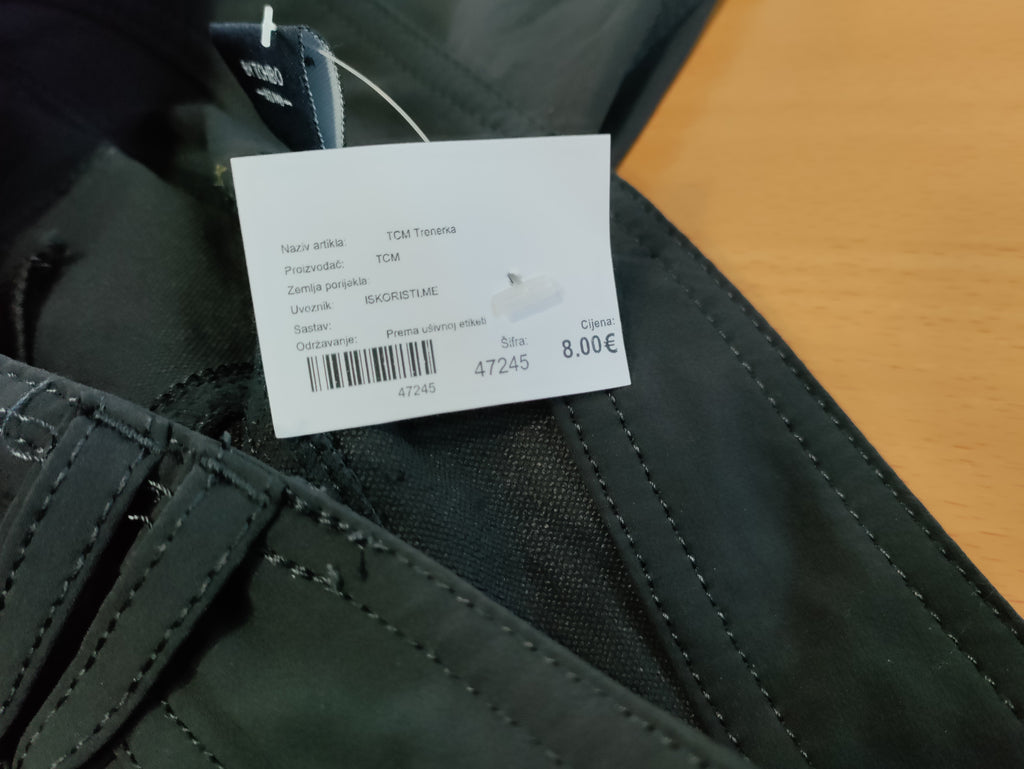 Naziv artikla: TCM Trenerka
Proizvođač: TCM
Zemlja porijekla:
Uvoznik: ISKORISTI.ME
Sastav:
Održavanje: Prema ušivnoj etiketi
Šifra:
Cijena:
47245
47245
8.00€